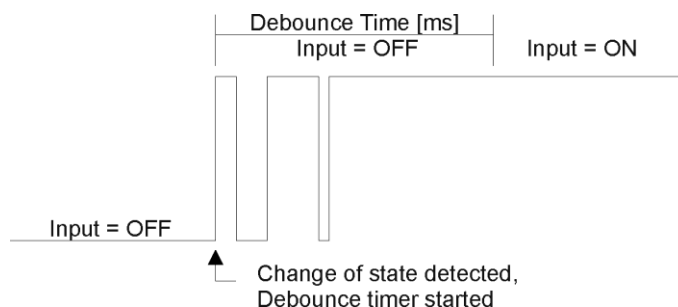 Debounce Time [ms]
Input = OFF
Input = ON
Input = OFF
Change of state detected,
Debounce timer started